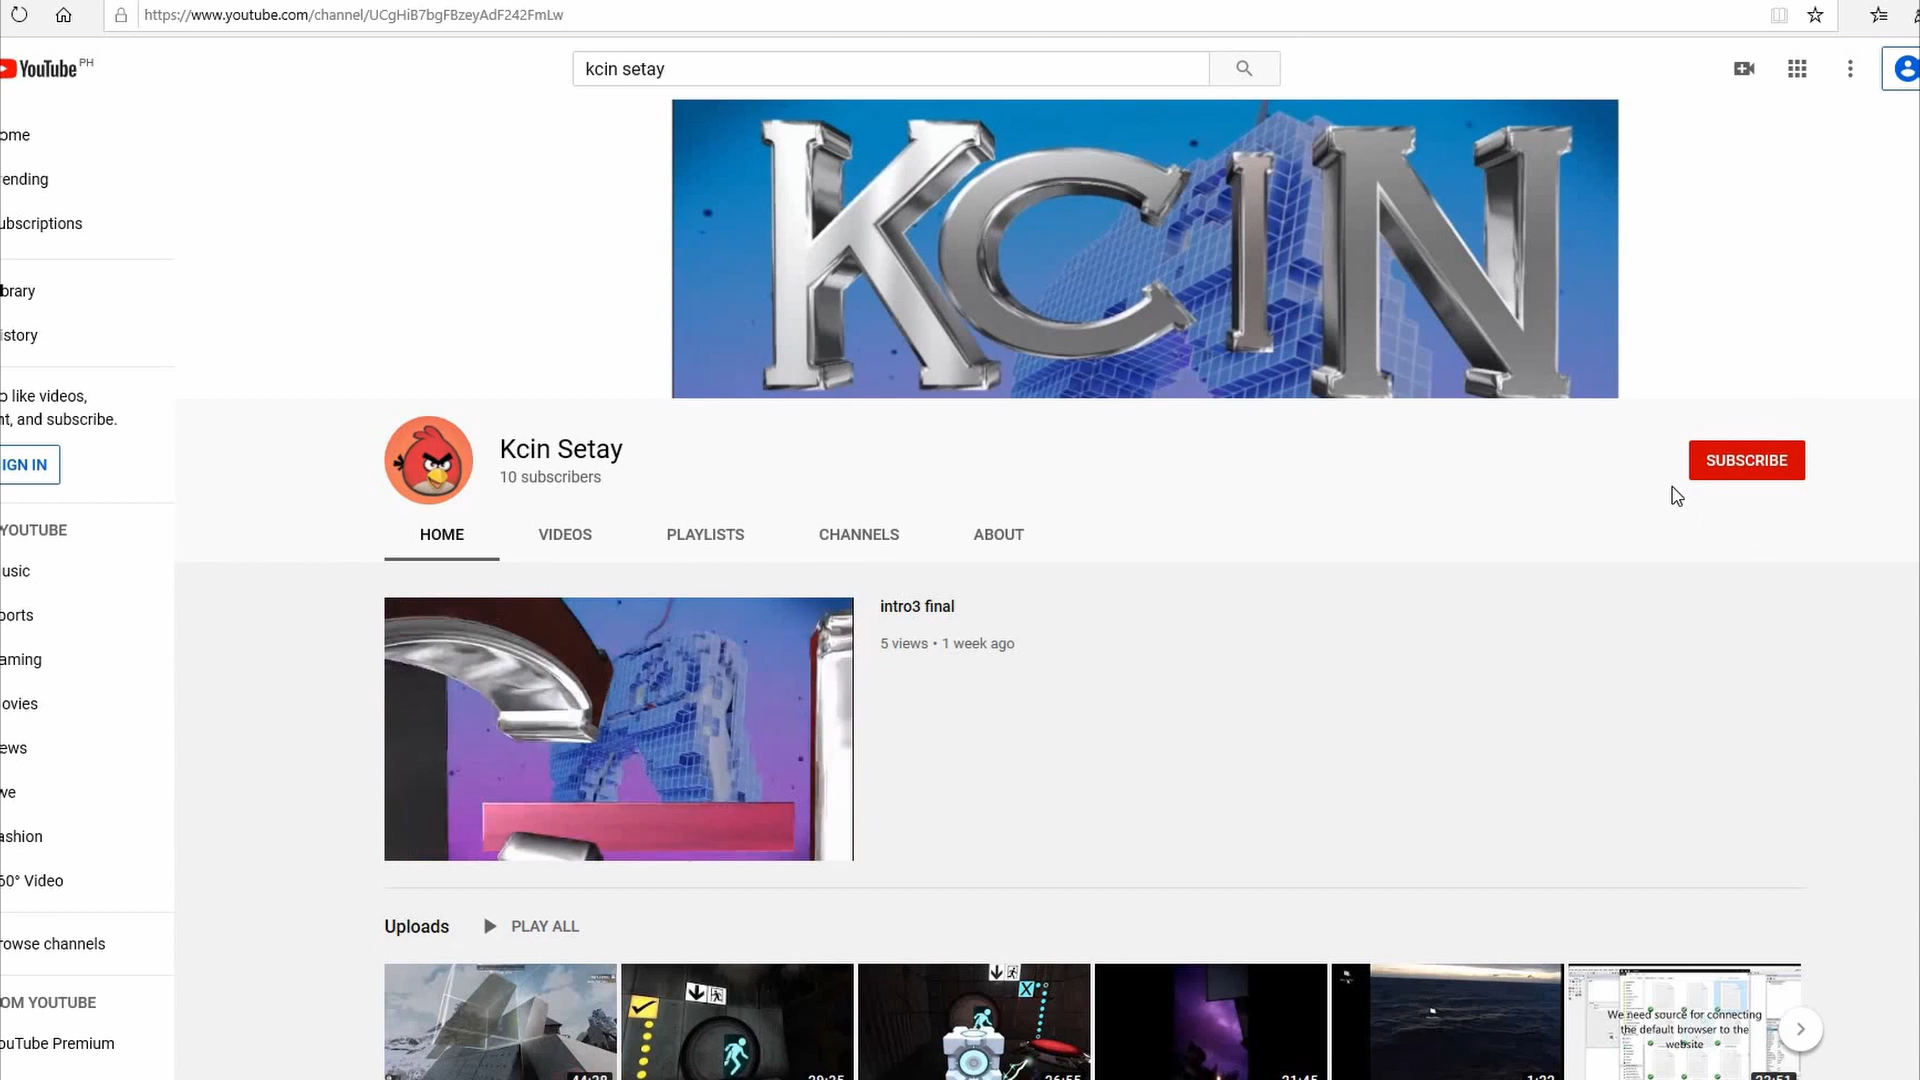 https://www.youtube.com/channel/UCgHiB7bgFBzeyAdF242FmLw
YouTube PH
kcin setay
ome
ending
ubscriptions
brary
istory
o like videos,
nt, and subscribe.
IGN IN
YOUTUBE
usic
ports
aming
ovies
ews
ve
ashion
60° Video
rowse channels
OM YOUTUBE
ouTube Premium
KCIN
Kcin Setay
10 subscribers
SUBSCRIBE
HOME VIDEOS PLAYLISTS CHANNELS ABOUT
intro3 final
5 views • 1 week ago
Uploads PLAY ALL
X
We need source for connecting
the default browser to the
website